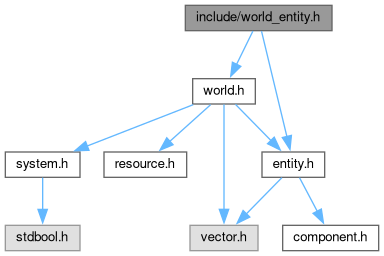 include/world_entity.h
world.h
system.h
resource.h
entity.h
stdbool.h
vector.h
component.h